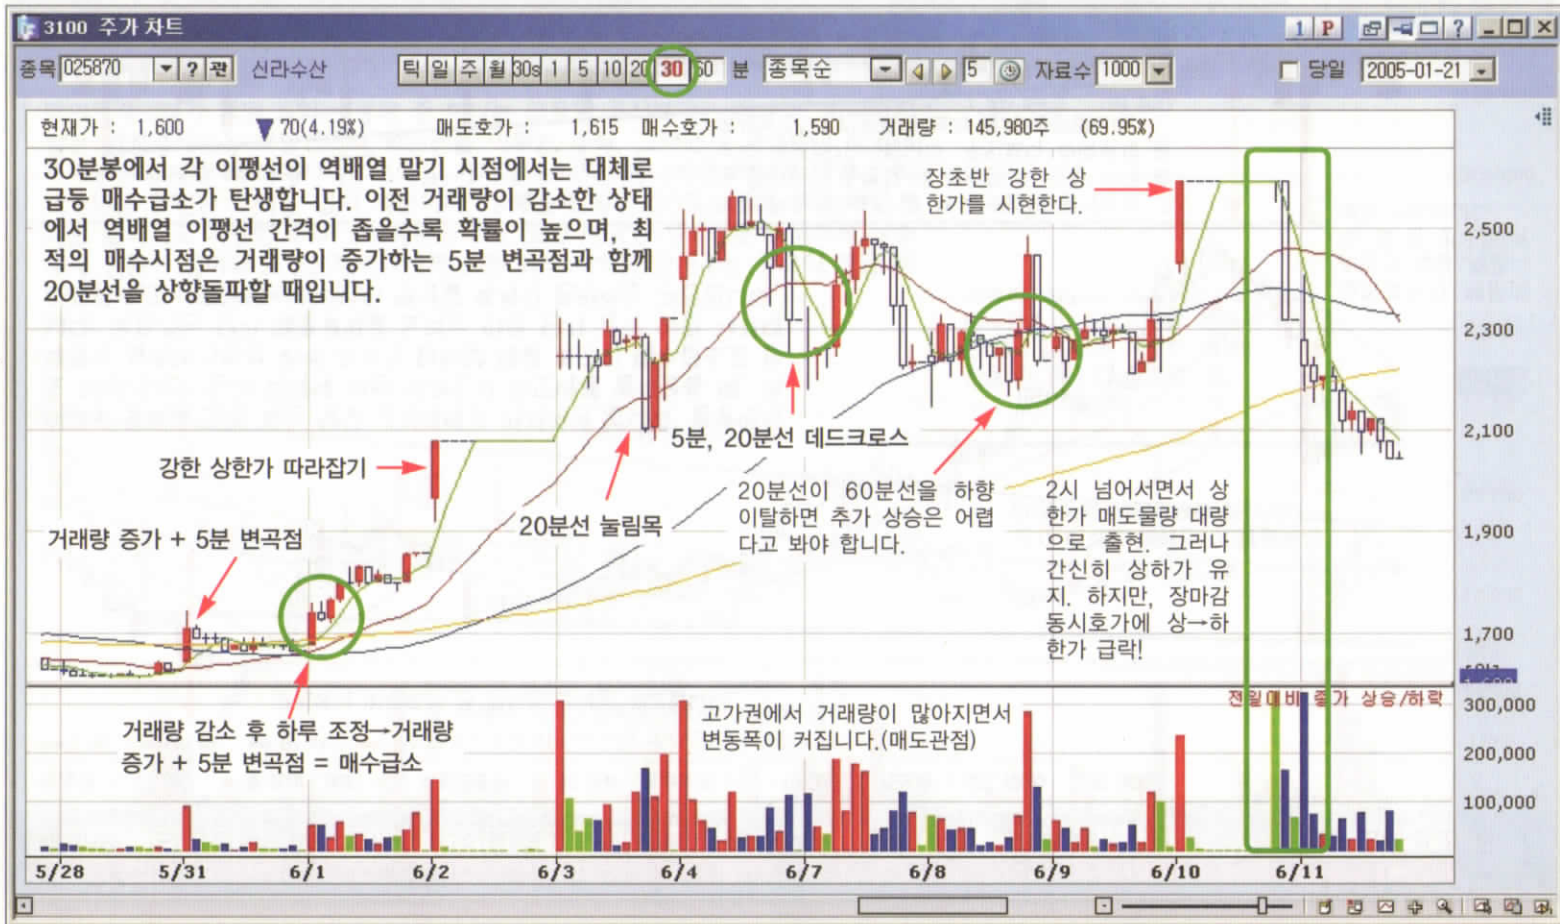 3100 주가 차트
1 P
종목 025870 ? 관 신라수산 틱 일 주 월 30s 1 5 10 20 30 60 분 종목순 5 자료수 1000 당일 2005-01-21
현재가 : 1,600 ▼ 70(4.19%) 매도호가 : 1,615 매수호가 : 1,590 거래량 : 145,980주 (69.95%)
30분봉에서 각 이평선이 역배열 말기 시점에서는 대체로
급등 매수급소가 탄생합니다. 이전 거래량이 감소한 상태
에서 역배열 이평선 간격이 좁을수록 확률이 높으며, 최
적의 매수시점은 거래량이 증가하는 5분 변곡점과 함께
20분선을 상향돌파할 때입니다.
장초반 강한 상
한가를 시현한다.
2,500
2,300
2,100
1,900
1,700
강한 상한가 따라잡기
거래량 증가 + 5분 변곡점
20분선 눌림목
5분, 20분선 데드크로스
20분선이 60분선을 하향
이탈하면 추가 상승은 어렵
다고 봐야 합니다.
2시 넘어서면서 상
한가 매도물량 대량
으로 출현. 그러나
간신히 상하가 유
지. 하지만, 장마감
동시호가에 상→하
한가 급락!
거래량 감소 후 하루 조정→거래량
증가 + 5분 변곡점 = 매수급소
고가권에서 거래량이 많아지면서
변동폭이 커집니다.(매도관점)
전일대비 종가 상승/하락
300,000
200,000
100,000
5/28 5/31 6/1 6/2 6/3 6/4 6/7 6/8 6/9 6/10 6/11